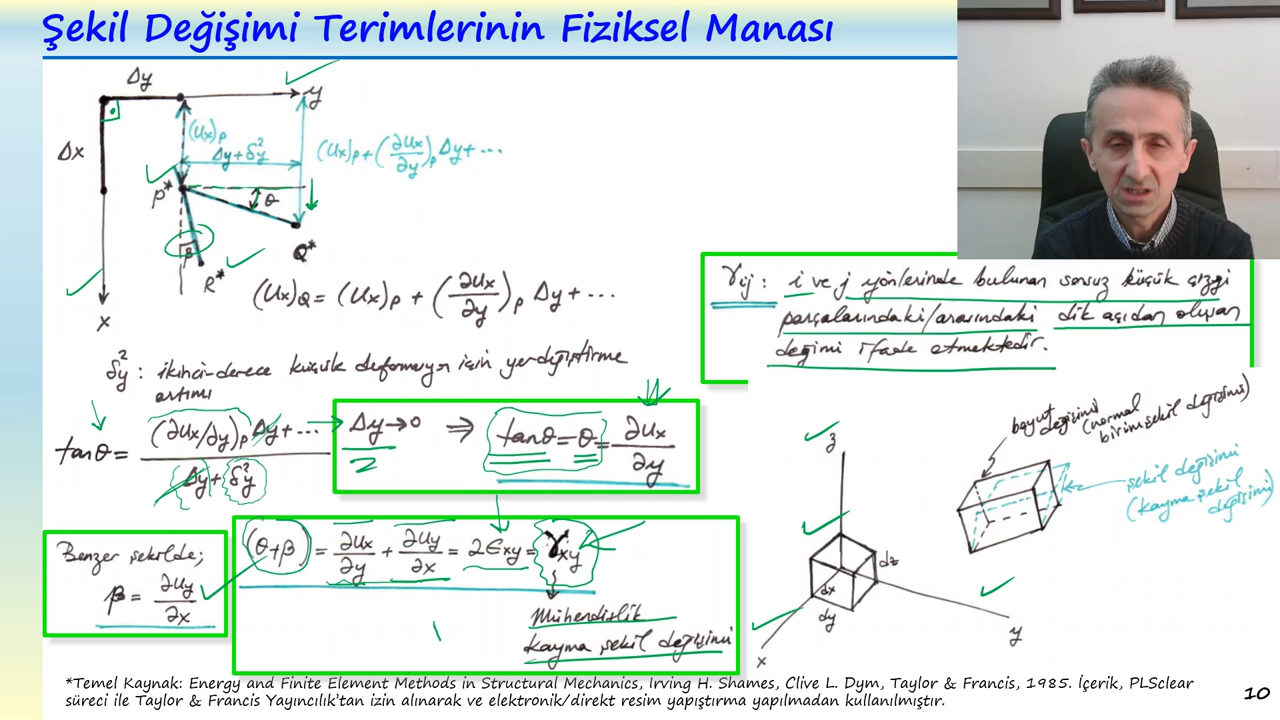 Şekil Değişimi Terimlerinin Fiziksel Manası
Δy
y
Δx
(Ux)p
Δy+δ²y
(Ux)p+(∂Ux/∂y)p Δy+...
P*
θ
Q*
β
R*
x
(Ux)Q = (Ux)p + (∂Ux/∂y)p Δy + ...
δ²y : ikinci-derece küçük deformasyon için yerdeğiştirme
artımı
tanθ = ((∂Ux/∂y)p Δy+...)/(Δy+δ²y)
Δy→0 ⇒ tanθ=θ=∂Ux/∂y
Benzer şekilde;
β = ∂Uy/∂x
(θ+β) = ∂Ux/∂y + ∂Uy/∂x = 2Єxy = γxy
Mühendislik
kayma şekil değişimi
γij : i ve j yönlerinde bulunan sonsuz küçük çizgi
parçalarındaki/arasındaki dik açıdan oluşan
değimi ifade etmektedir.
z
dz
dx
dy
x
y
boyut
değişimi (normal
birim şekil değişimi)
şekil değişimi
(kayma şekil
değişimi)
*Temel Kaynak: Energy and Finite Element Methods in Structural Mechanics, Irving H. Shames, Clive L. Dym, Taylor & Francis, 1985. İçerik, PLSclear
süreci ile Taylor & Francis Yayıncılık'tan izin alınarak ve elektronik/direkt resim yapıştırma yapılmadan kullanılmıştır.
10